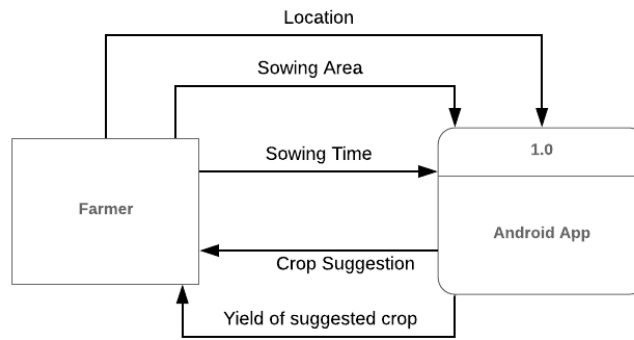 Location
Sowing Area
Sowing Time
1.0
Farmer
Android App
Crop Suggestion
Yield of suggested crop